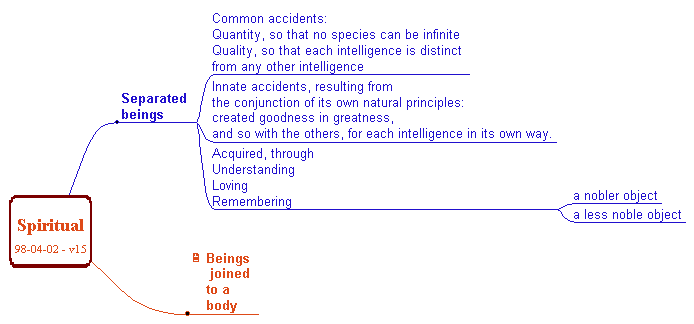 Common accidents:
Quantity, so that no species can be infinite
Quality, so that each intelligence is distinct
from any other intelligence
Separated
beings
Innate accidents, resulting from
the conjunction of its own natural principles:
created goodness in greatness,
and so with the others, for each intelligence in its own way.
Acquired, through
Understanding
Loving
Remembering
a nobler object
a less noble object
Spiritual
98-04-02 - v15
Beings
joined
to a
body